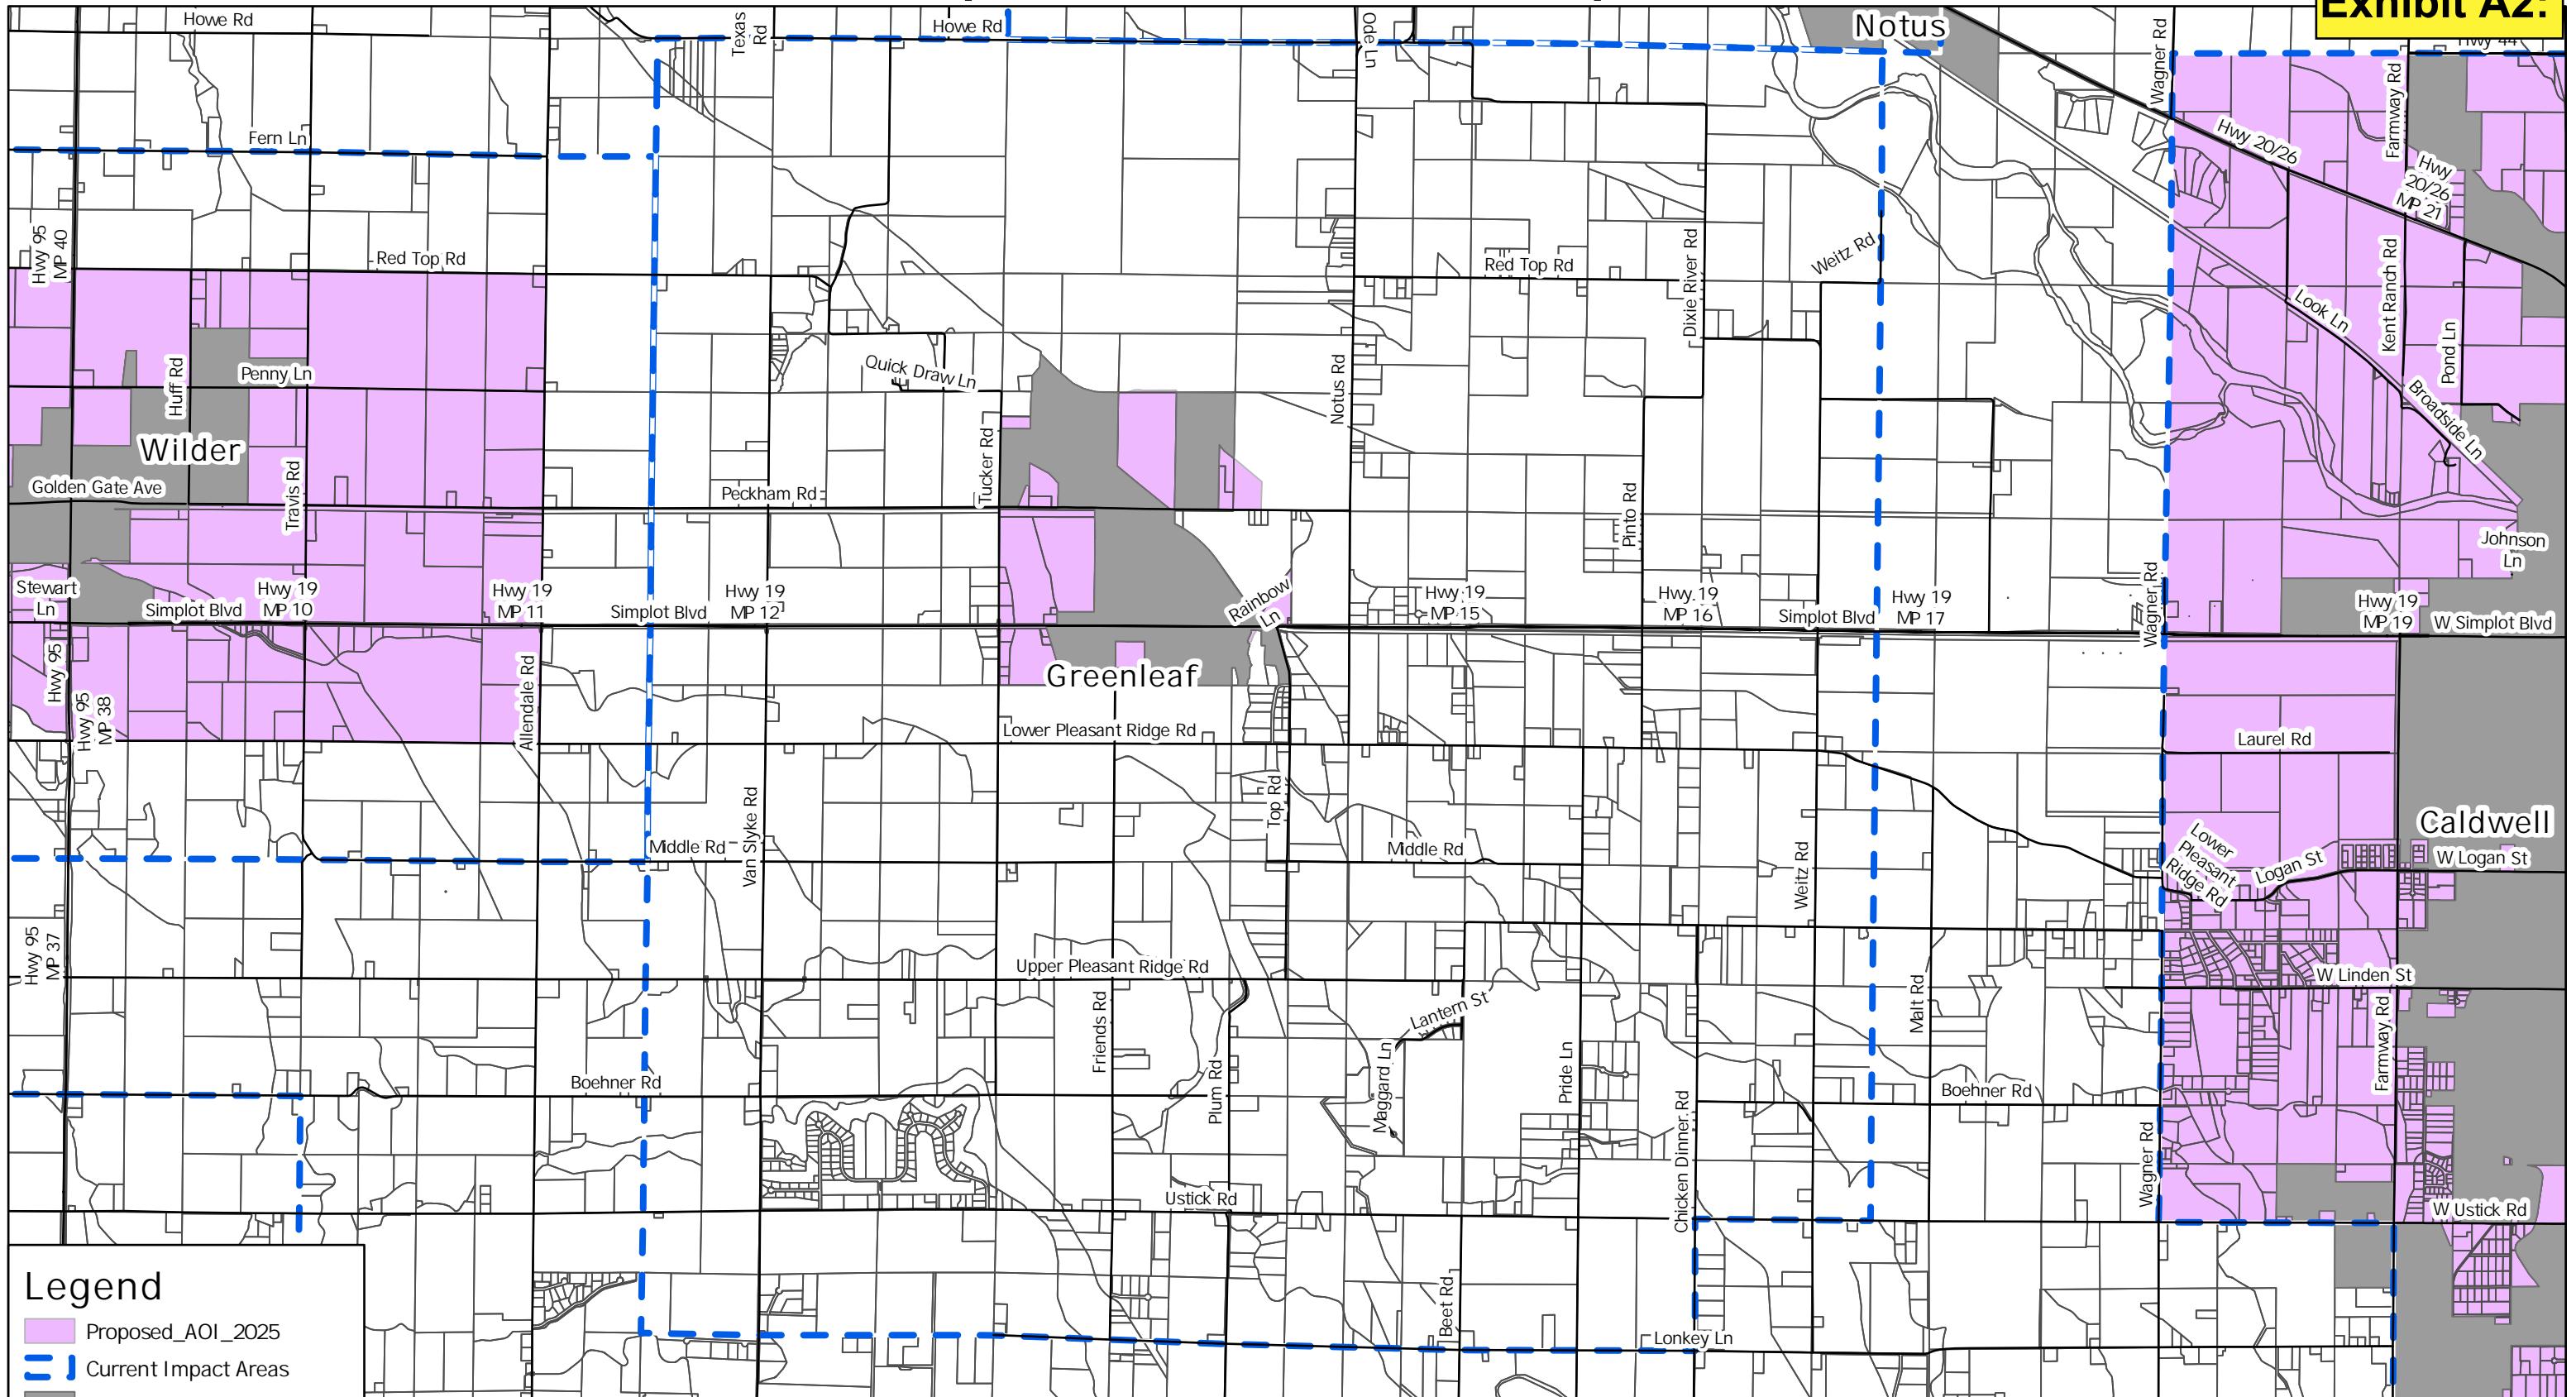 Howe Rd
Texas
Rd
Howe Rd
Ode Ln
Notus
Wagner Rd
Exhibit A2:
Hwy 44
Farmway Rd
Fern Ln
Hwy 20/26
Hwy
20/26
MP 21
Hwy 95
MP 40
Red Top Rd
Red Top Rd
Dixie River Rd
Weitz Rd
Kent Ranch Rd
Look Ln
Pond Ln
Huff Rd
Penny Ln
Quick Draw Ln
Notus Rd
Broadside Ln
Wilder
Tucker Rd
Golden Gate Ave
Travis Rd
Peckham Rd
Pinto Rd
Johnson
Ln
Stewart
Ln
Simplot Blvd
Hwy 19
MP 10
Hwy 19
MP 11
Simplot Blvd
Hwy 19
MP 12
Rainbow
Ln
Hwy 19
MP 15
Hwy 19
MP 16
Simplot Blvd
Hwy 19
MP 17
Wagner Rd
Hwy 19
MP 19
W Simplot Blvd
Hwy 95
Hwy 95
MP 38
Allendale Rd
Greenleaf
Lower Pleasant Ridge Rd
Laurel Rd
Top Rd
Van Slyke Rd
Middle Rd
Middle Rd
Weitz Rd
Caldwell
Lower
Pleasant
Ridge Rd
Logan St
W Logan St
Hwy 95
MP 37
Upper Pleasant Ridge Rd
W Linden St
Friends Rd
Lantern St
Malt Rd
Farmway Rd
Boehner Rd
Plum Rd
Maggard Ln
Pride Ln
Chicken Dinner Rd
Boehner Rd
Wagner Rd
Ustick Rd
W Ustick Rd
Beet Rd
Lonkey Ln
Legend
Proposed_AOI_2025
Current Impact Areas